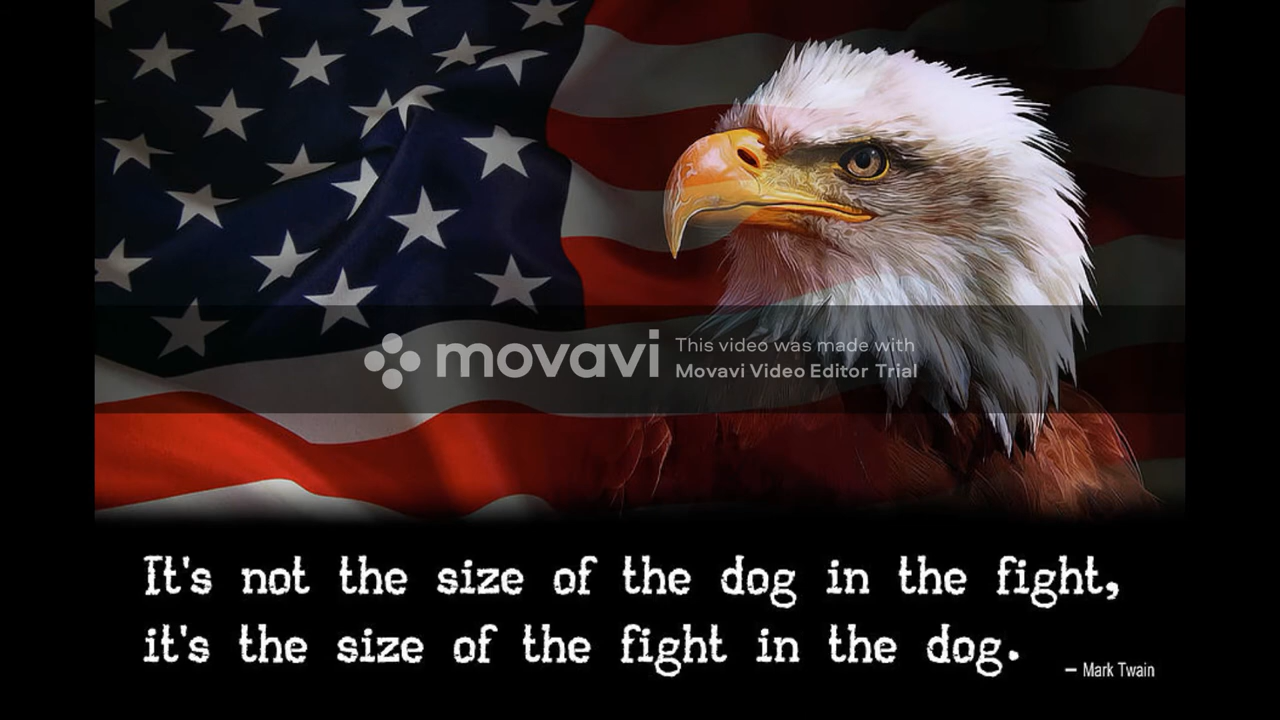 movavi
This video was made with
Movavi Video Editor Trial
It's not the size of the dog in the fight,
it's the size of the fight in the dog.
– Mark Twain